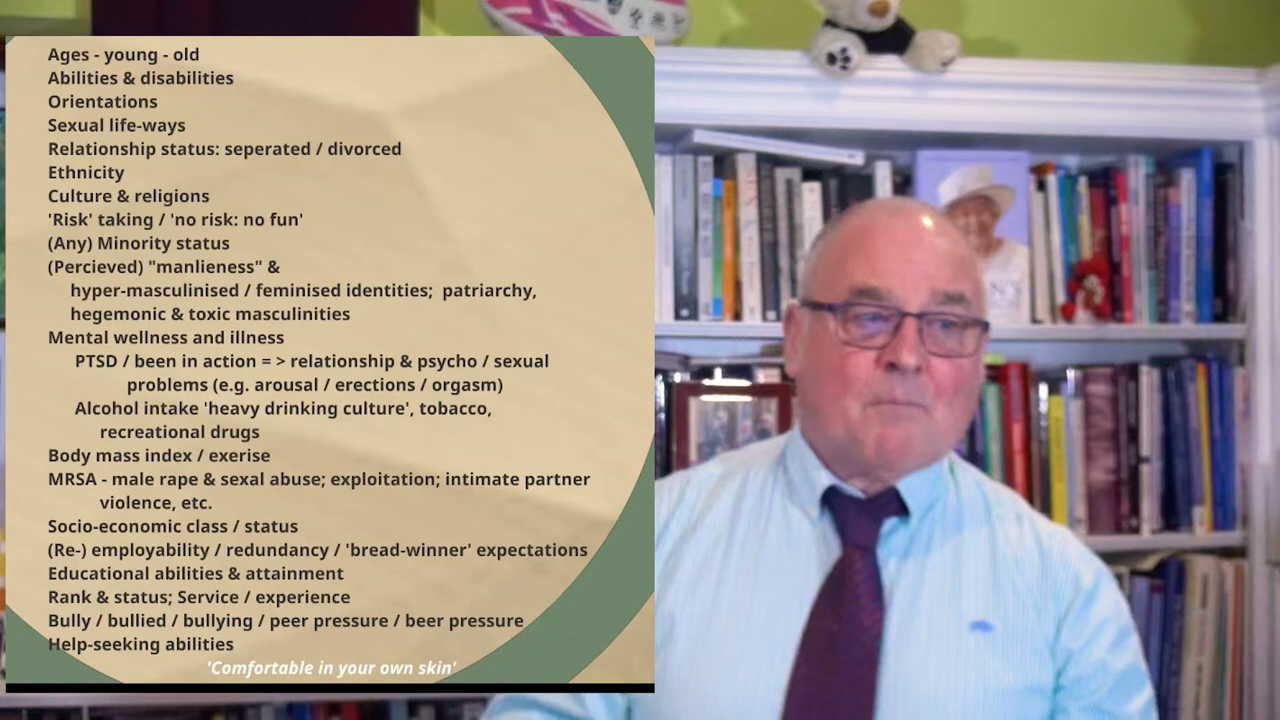 Ages - young - old
Abilities & disabilities
Orientations
Sexual life-ways
Relationship status: seperated / divorced
Ethnicity
Culture & religions
'Risk' taking / 'no risk: no fun'
(Any) Minority status
(Percieved) "manlieness" &
hyper-masculinised / feminised identities; patriarchy,
hegemonic & toxic masculinities
Mental wellness and illness
PTSD / been in action = > relationship & psycho / sexual
problems (e.g. arousal / erections / orgasm)
Alcohol intake 'heavy drinking culture', tobacco,
recreational drugs
Body mass index / exerise
MRSA - male rape & sexal abuse; exploitation; intimate partner
violence, etc.
Socio-economic class / status
(Re-) employability / redundancy / 'bread-winner' expectations
Educational abilities & attainment
Rank & status; Service / experience
Bully / bullied / bullying / peer pressure / beer pressure
Help-seeking abilities
'Comfortable in your own skin'